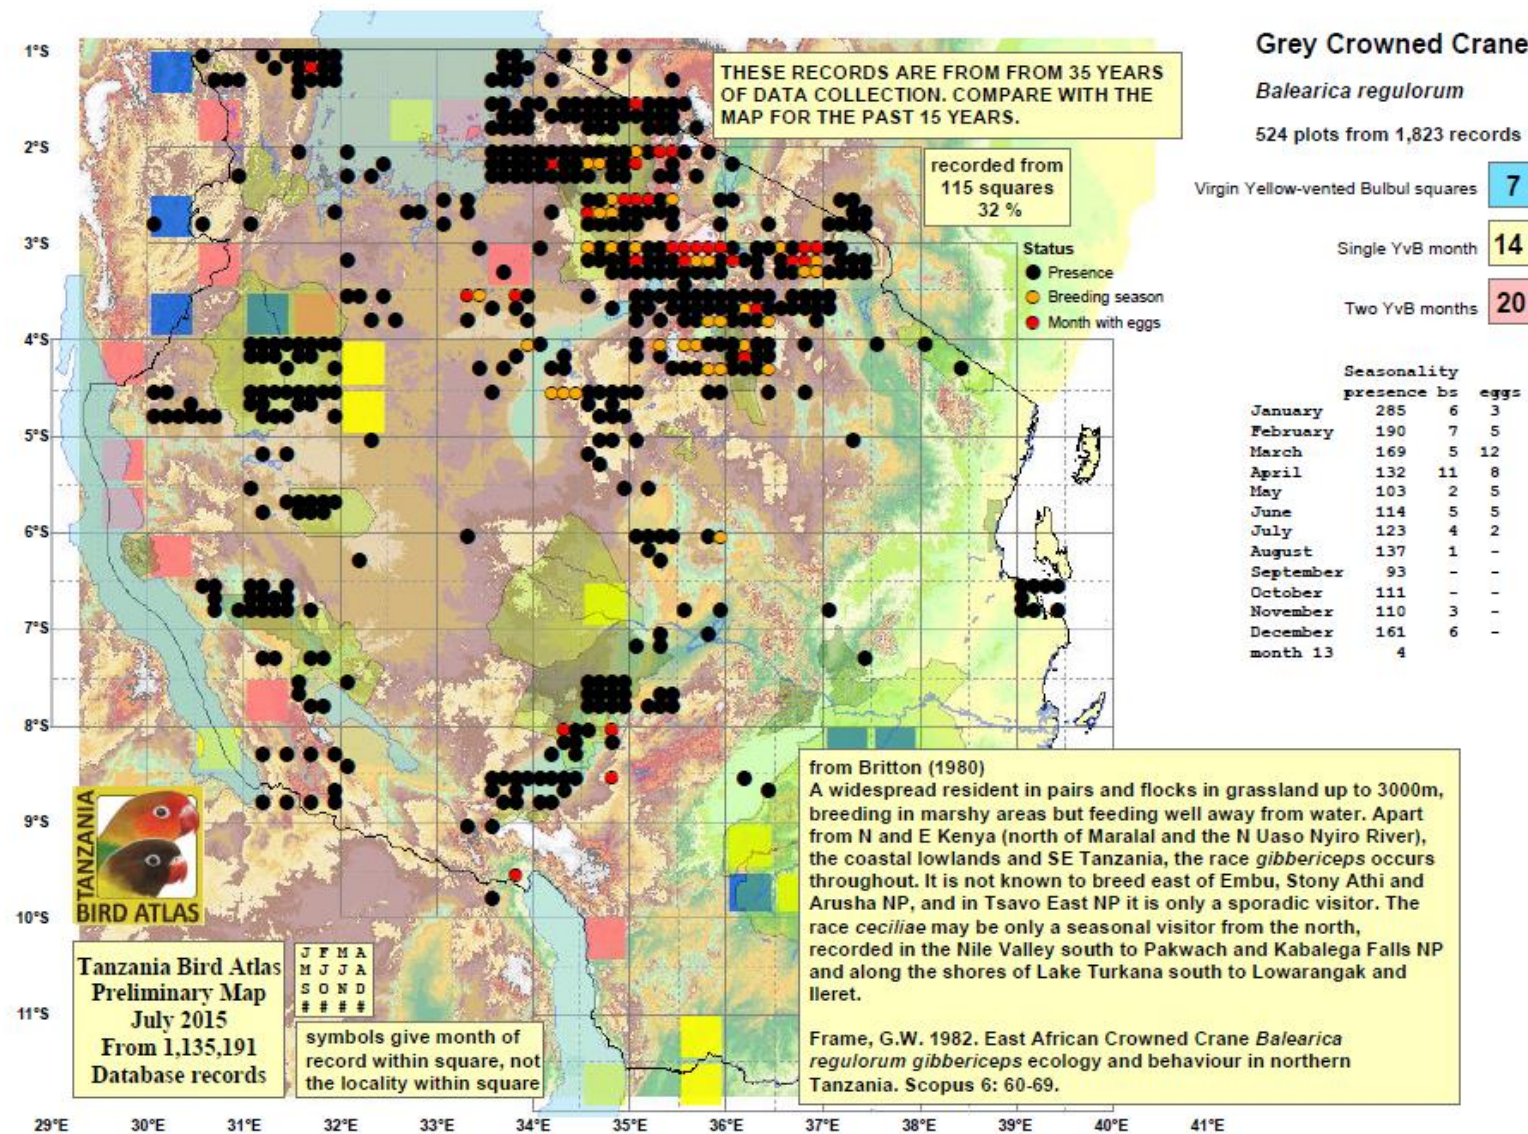 Grey Crowned Crane
Balearica regulorum
524 plots from 1,823 records
Virgin Yellow-vented Bulbul squares 7
Single YvB month 14
Two YvB months 20
THESE RECORDS ARE FROM FROM 35 YEARS
OF DATA COLLECTION. COMPARE WITH THE
MAP FOR THE PAST 15 YEARS.
recorded from
115 squares
32 %
Status
Presence
Breeding season
Month with eggs
Seasonality
presence bs eggs
January 285 6 3
February 190 7 5
March 169 5 12
April 132 11 8
May 103 2 5
June 114 5 5
July 123 4 2
August 137 1 -
September 93 - -
October 111 - -
November 110 3 -
December 161 6 -
month 13 4
1°S
2°S
3°S
4°S
5°S
6°S
7°S
8°S
9°S
10°S
11°S
TANZANIA
BIRD ATLAS
Tanzania Bird Atlas
Preliminary Map
July 2015
From 1,135,191
Database records
J F M A
M J J A
S O N D
# # # #
symbols give month of
record within square, not
the locality within square
from Britton (1980)
A widespread resident in pairs and flocks in grassland up to 3000m,
breeding in marshy areas but feeding well away from water. Apart
from N and E Kenya (north of Maralal and the N Uaso Nyiro River),
the coastal lowlands and SE Tanzania, the race gibbericeps occurs
throughout. It is not known to breed east of Embu, Stony Athi and
Arusha NP, and in Tsavo East NP it is only a sporadic visitor. The
race ceciliae may be only a seasonal visitor from the north,
recorded in the Nile Valley south to Pakwach and Kabalega Falls NP
and along the shores of Lake Turkana south to Lowarangak and
Ileret.
Frame, G.W. 1982. East African Crowned Crane Balearica
regulorum gibbericeps ecology and behaviour in northern
Tanzania. Scopus 6: 60-69.
29°E 30°E 31°E 32°E 33°E 34°E 35°E 36°E 37°E 38°E 39°E 40°E 41°E